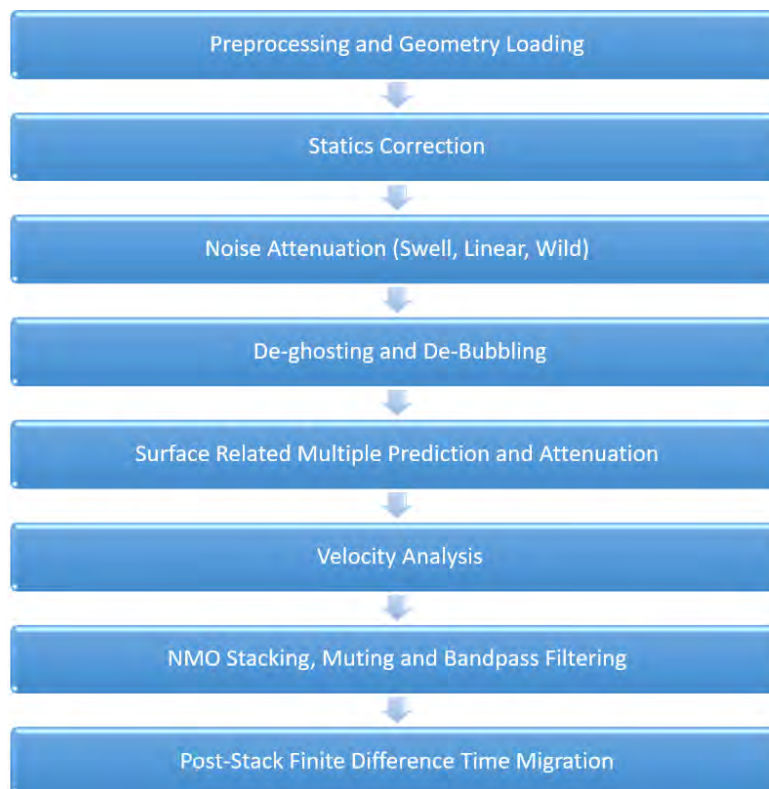 Preprocessing and Geometry Loading
Statics Correction
Noise Attenuation (Swell, Linear, Wild)
De-ghosting and De-Bubbling
Surface Related Multiple Prediction and Attenuation
Velocity Analysis
NMO Stacking, Muting and Bandpass Filtering
Post-Stack Finite Difference Time Migration